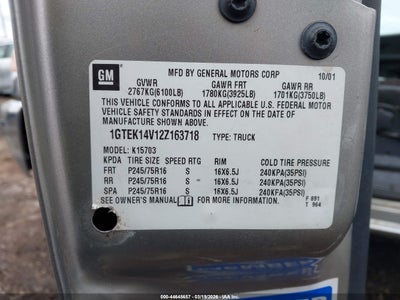 GM
MFD BY GENERAL MOTORS CORP 10/01
GVWR GAWR FRT GAWR RR
2767KG(6100LB) 1780KG(3925LB) 1701KG(3750LB)
THIS VEHICLE CONFORMS TO ALL APPLICABLE U.S. FEDERAL MOTOR
VEHICLE SAFETY STANDARDS IN EFFECT ON THE DATE OF
MANUFACTURE SHOWN ABOVE.
1GTEK14V12Z163718 TYPE: TRUCK
MODEL: K15703
KPDA TIRE SIZE SPEED RTG RIM COLD TIRE PRESSURE
FRT P245/75R16 S 16X6.5J 240KPA(35PSI)
RR P245/75R16 S 16X6.5J 240KPA(35PSI)
SPA P245/75R16 S 16X6.5J 240KPA(35PSI)
SEE OWNER'S MANUAL FOR MORE INFORMATION.
F 891
T 964
(ID: 44645657) - 03/19/2026 - IAA Inc.